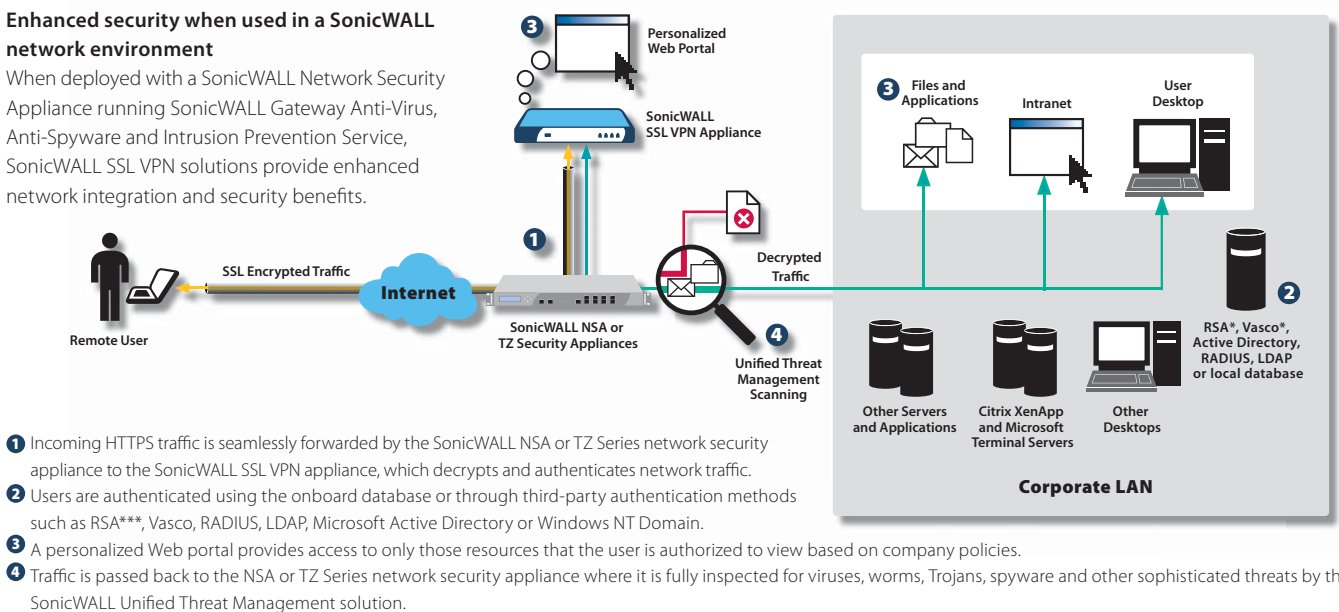 Enhanced security when used in a SonicWALL
network environment
When deployed with a SonicWALL Network Security
Appliance running SonicWALL Gateway Anti-Virus,
Anti-Spyware and Intrusion Prevention Service,
SonicWALL SSL VPN solutions provide enhanced
network integration and security benefits.
3
Personalized
Web Portal
SonicWALL
SSL VPN Appliance
1
SSL Encrypted Traffic
Internet
Remote User
SonicWALL NSA or
TZ Security Appliances
Decrypted
Traffic
4
Unified Threat
Management
Scanning
3 Files and
Applications
Intranet
User
Desktop
2
RSA*, Vasco*,
Active Directory,
RADIUS, LDAP
or local database
Other Servers
and Applications
Citrix XenApp
and Microsoft
Terminal Servers
Other
Desktops
Corporate LAN
1 Incoming HTTPS traffic is seamlessly forwarded by the SonicWALL NSA or TZ Series network security
appliance to the SonicWALL SSL VPN appliance, which decrypts and authenticates network traffic.
2 Users are authenticated using the onboard database or through third-party authentication methods
such as RSA***, Vasco, RADIUS, LDAP, Microsoft Active Directory or Windows NT Domain.
3 A personalized Web portal provides access to only those resources that the user is authorized to view based on company policies.
4 Traffic is passed back to the NSA or TZ Series network security appliance where it is fully inspected for viruses, worms, Trojans, spyware and other sophisticated threats by th
SonicWALL Unified Threat Management solution.